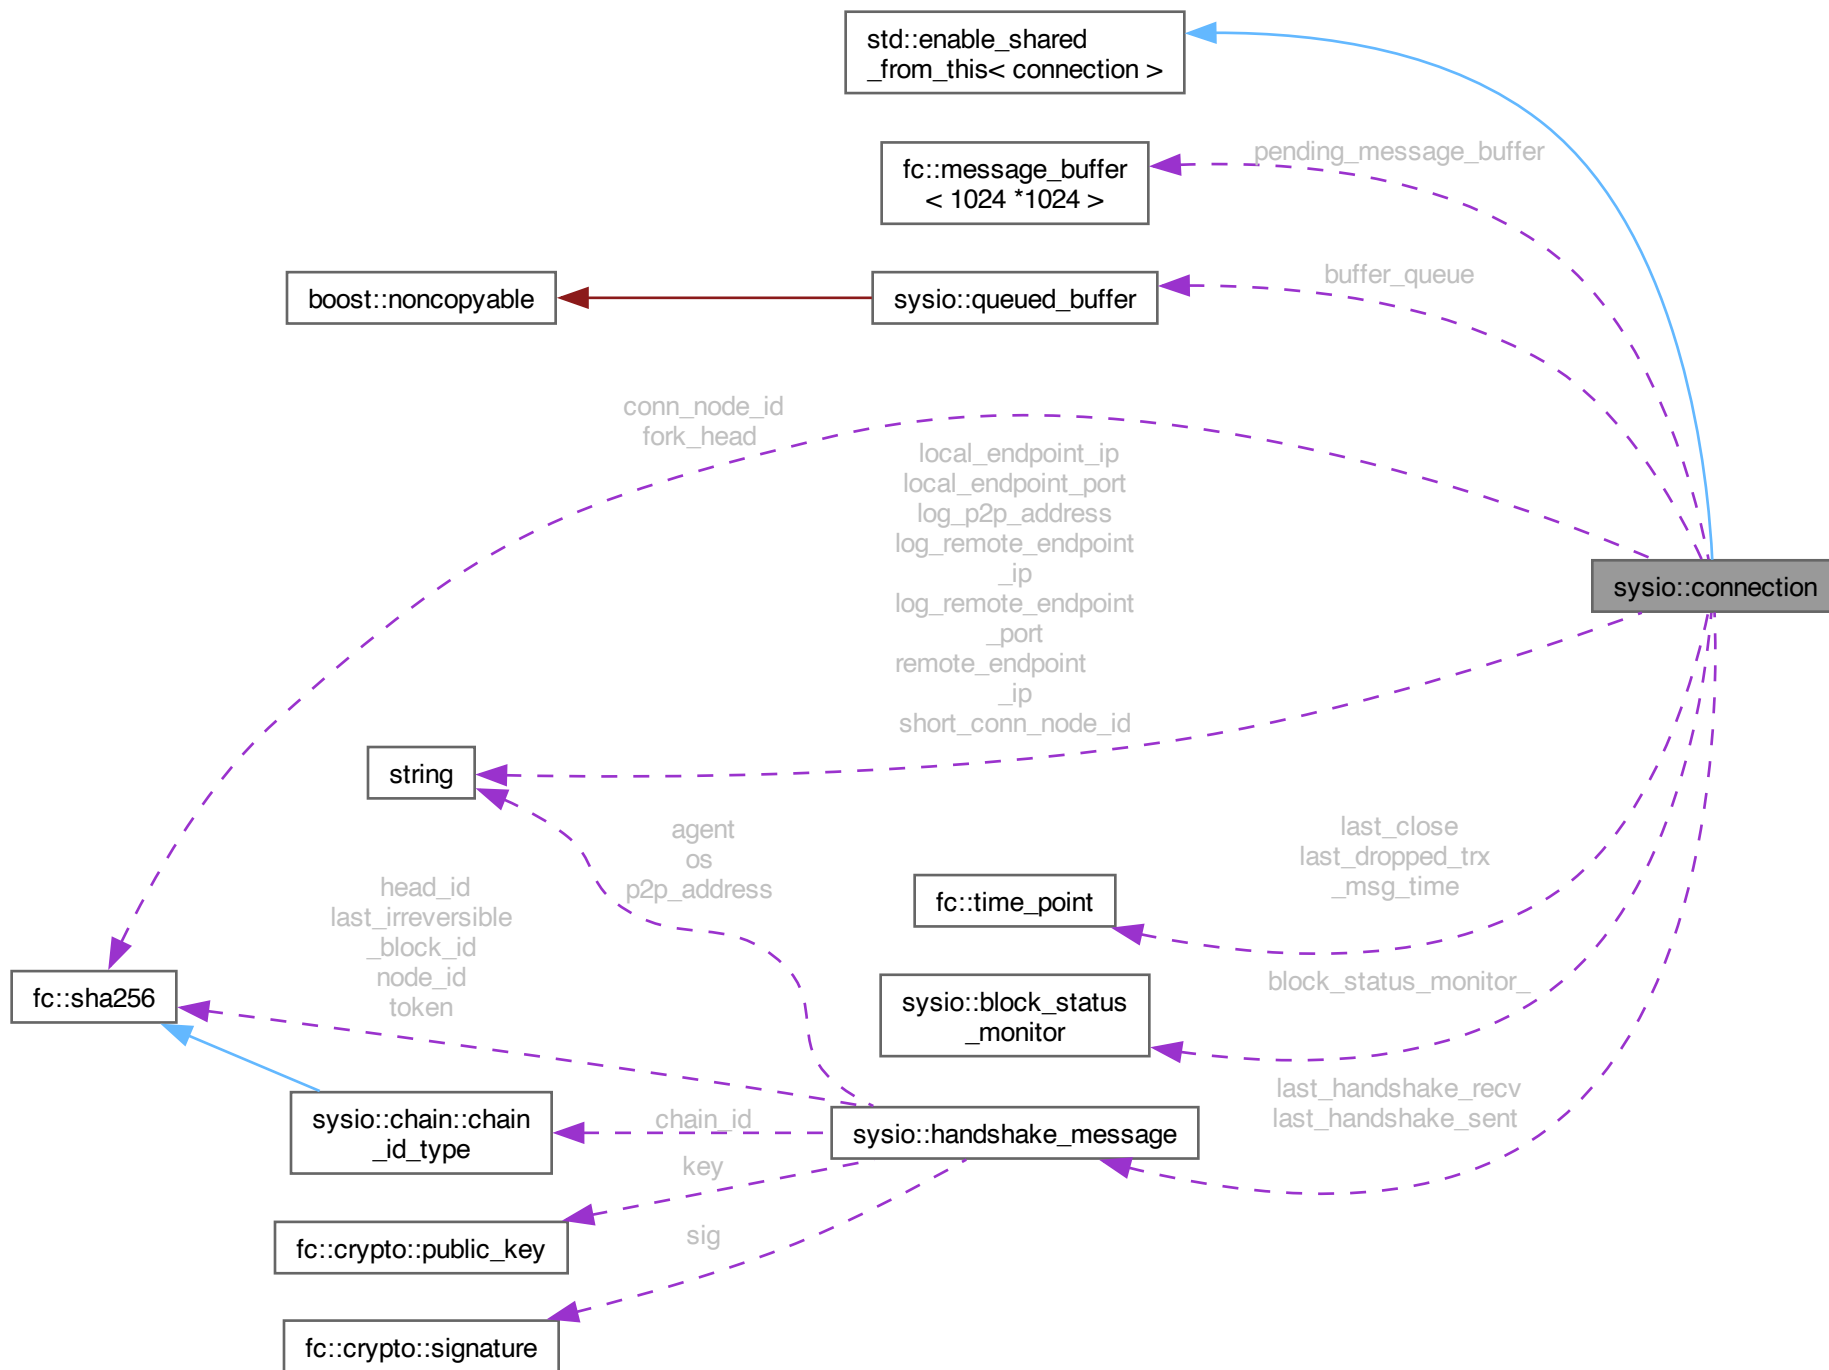 std::enable_shared
_from_this< connection >
pending_message_buffer
fc::message_buffer
< 1024 *1024 >
buffer_queue
boost::noncopyable
sysio::queued_buffer
conn_node_id
fork_head
local_endpoint_ip
local_endpoint_port
log_p2p_address
log_remote_endpoint
_ip
log_remote_endpoint
_port
remote_endpoint
_ip
short_conn_node_id
sysio::connection
string
agent
os
p2p_address
last_close
last_dropped_trx
_msg_time
head_id
last_irreversible
_block_id
node_id
token
fc::time_point
fc::sha256
sysio::block_status
_monitor
block_status_monitor_
last_handshake_recv
last_handshake_sent
sysio::chain::chain
_id_type
chain_id
sysio::handshake_message
key
fc::crypto::public_key
sig
fc::crypto::signature